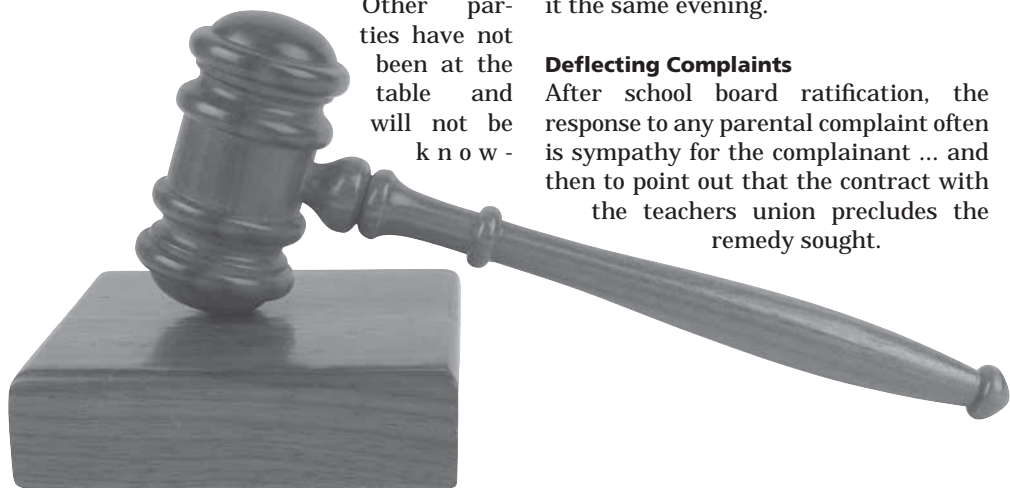 Other par-
ties have not
been at the
table and
will not be
know-
it the same evening.
Deflecting Complaints
After school board ratification, the
response to any parental complaint often
is sympathy for the complainant ... and
then to point out that the contract with
the teachers union precludes the
remedy sought.